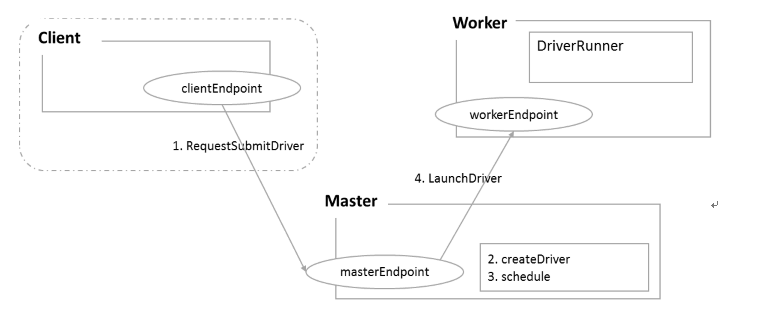 Client
clientEndpoint
1. RequestSubmitDriver
Worker
DriverRunner
workerEndpoint
4. LaunchDriver
Master
masterEndpoint
2. createDriver
3. schedule